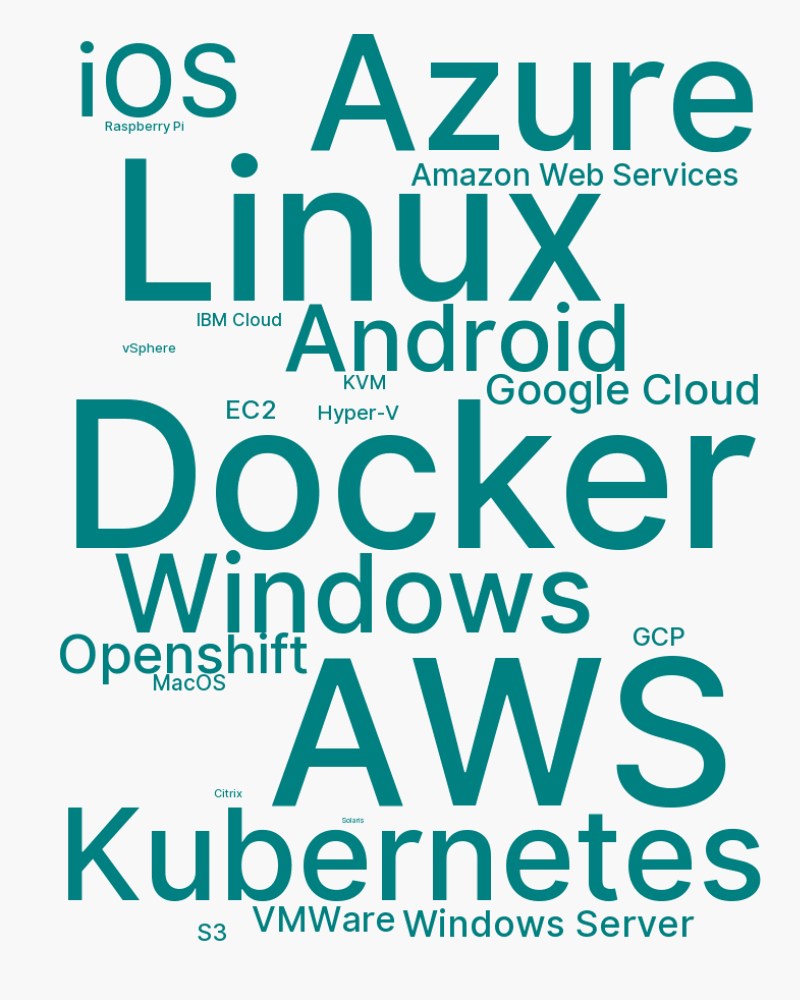 iOS
Azure
Raspberry Pi
Amazon Web Services
Linux
IBM Cloud
Android
vSphere
KVM
Google Cloud
EC2
Hyper-V
Docker
Windows
GCP
Openshift
MacOS
AWS
Citrix
Solaris
Kubernetes
S3
VMWare
Windows Server